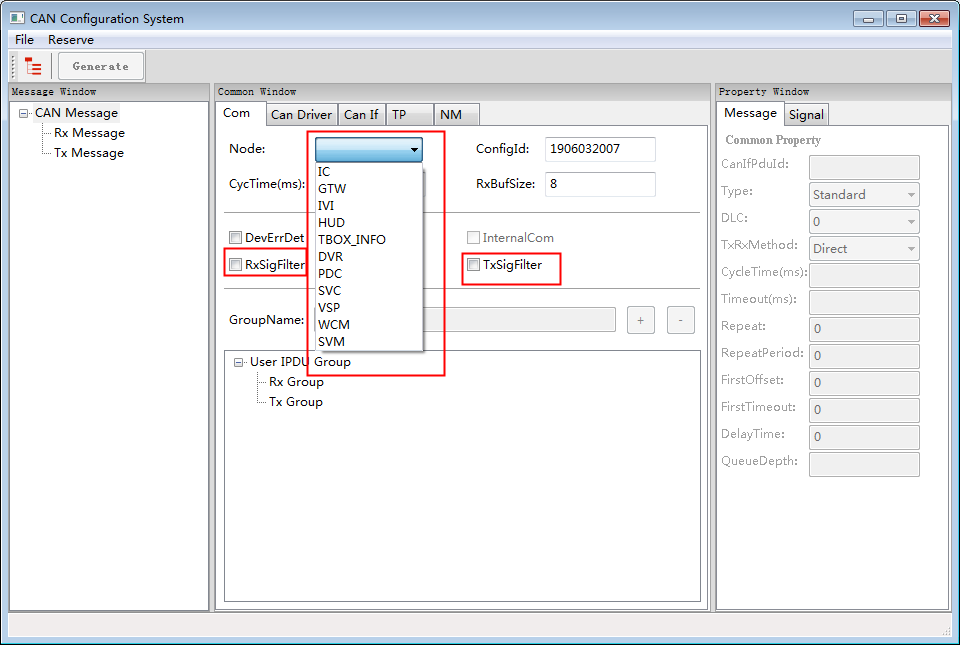 CAN Configuration System
File Reserve
Generate
Message Window
CAN Message
Rx Message
Tx Message
Common Window
Com Can Driver Can If TP NM
Node:
ConfigId: 1906032007
CycTime(ms):
RxBufSize: 8
IC
GTW
IVI
HUD
TBOX_INFO
DVR
PDC
SVC
VSP
WCM
SVM
DevErrDet
InternalCom
RxSigFilter
TxSigFilter
GroupName:
+ -
User IPDU Group
Rx Group
Tx Group
Property Window
Message Signal
Common Property
CanIfPduId:
Type: Standard
DLC: 0
TxRxMethod: Direct
CycleTime(ms):
Timeout(ms):
Repeat: 0
RepeatPeriod: 0
FirstOffset: 0
FirstTimeout: 0
DelayTime: 0
QueueDepth: